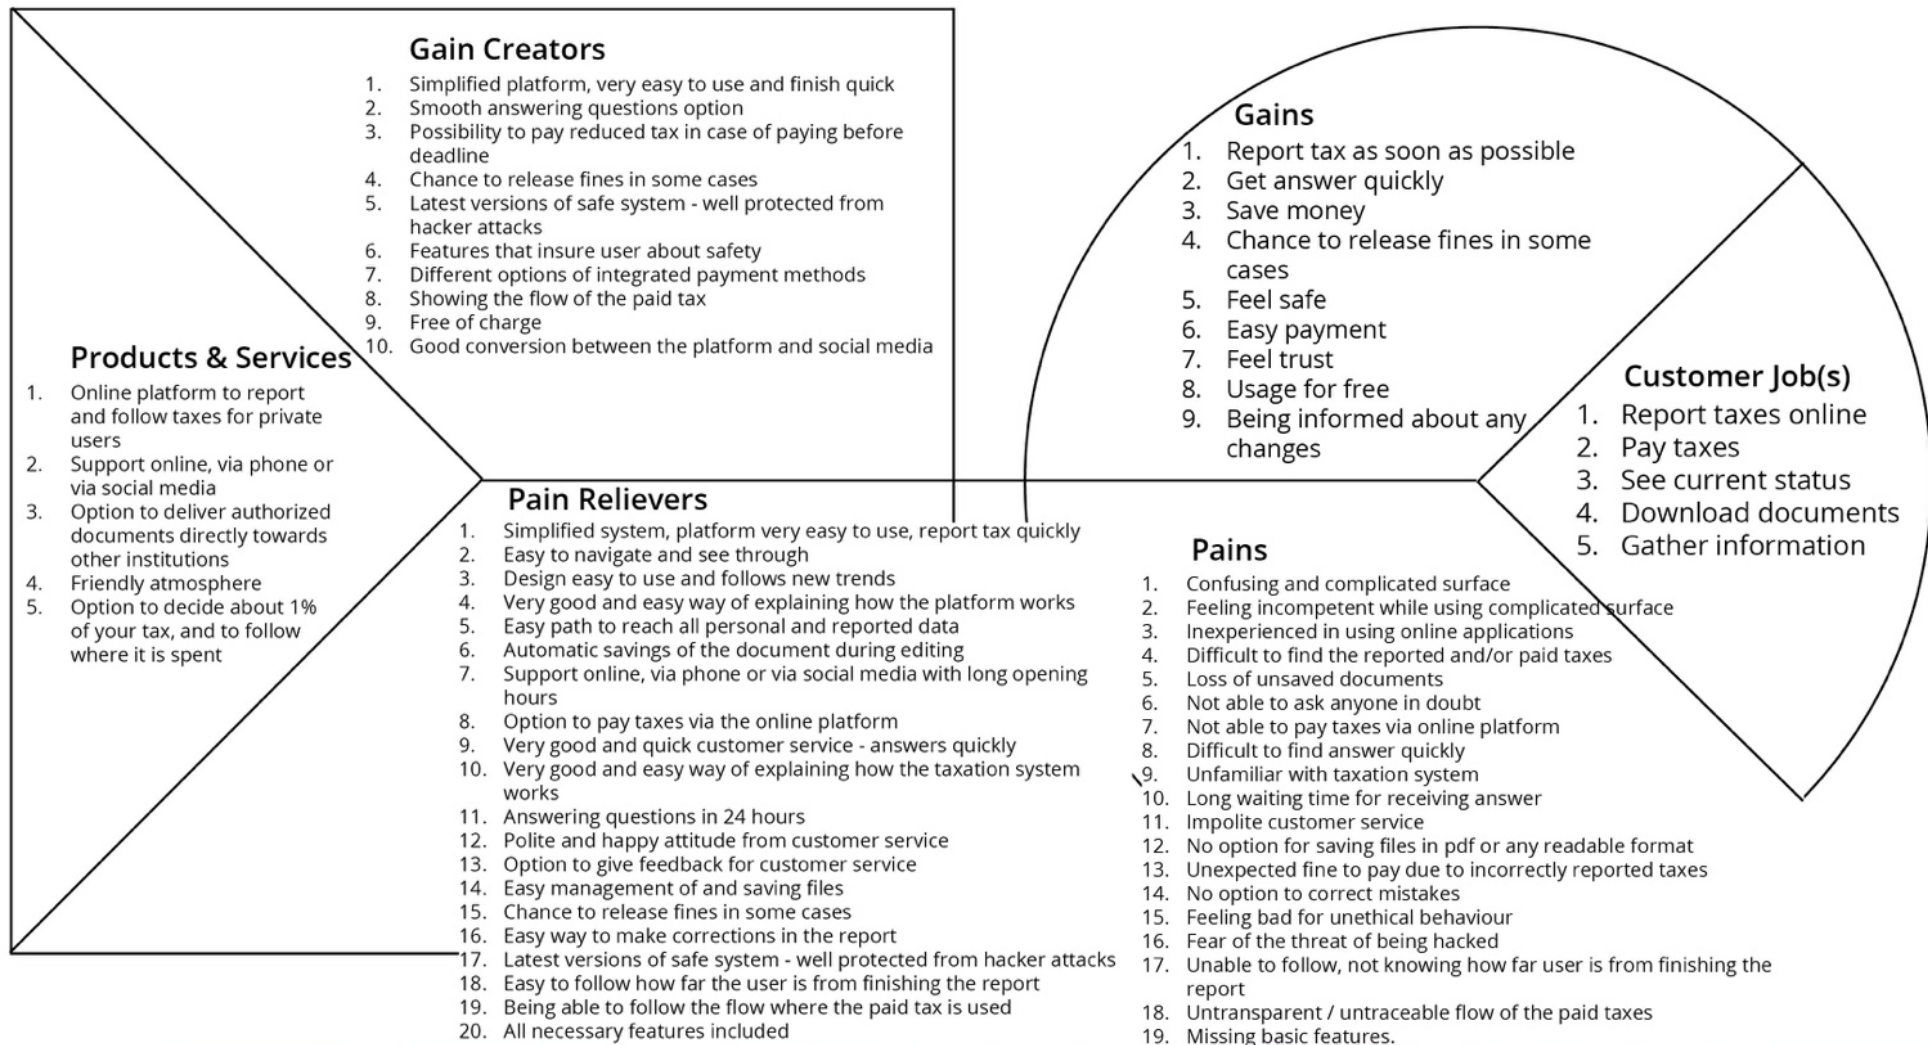 Gain Creators
1. Simplified platform, very easy to use and finish quick
2. Smooth answering questions option
3. Possibility to pay reduced tax in case of paying before
deadline
4. Chance to release fines in some cases
5. Latest versions of safe system - well protected from
hacker attacks
6. Features that insure user about safety
7. Different options of integrated payment methods
8. Showing the flow of the paid tax
9. Free of charge
10. Good conversion between the platform and social media
Products & Services
1. Online platform to report
and follow taxes for private
users
2. Support online, via phone or
via social media
3. Option to deliver authorized
documents directly towards
other institutions
4. Friendly atmosphere
5. Option to decide about 1%
of your tax, and to follow
where it is spent
Pain Relievers
1. Simplified system, platform very easy to use, report tax quickly
2. Easy to navigate and see through
3. Design easy to use and follows new trends
4. Very good and easy way of explaining how the platform works
5. Easy path to reach all personal and reported data
6. Automatic savings of the document during editing
7. Support online, via phone or via social media with long opening
hours
8. Option to pay taxes via the online platform
9. Very good and quick customer service - answers quickly
10. Very good and easy way of explaining how the taxation system
works
11. Answering questions in 24 hours
12. Polite and happy attitude from customer service
13. Option to give feedback for customer service
14. Easy management of and saving files
15. Chance to release fines in some cases
16. Easy way to make corrections in the report
17. Latest versions of safe system - well protected from hacker attacks
18. Easy to follow how far the user is from finishing the report
19. Being able to follow the flow where the paid tax is used
20. All necessary features included
Gains
1. Report tax as soon as possible
2. Get answer quickly
3. Save money
4. Chance to release fines in some
cases
5. Feel safe
6. Easy payment
7. Feel trust
8. Usage for free
9. Being informed about any
changes
Customer Job(s)
1. Report taxes online
2. Pay taxes
3. See current status
4. Download documents
5. Gather information
Pains
1. Confusing and complicated surface
2. Feeling incompetent while using complicated surface
3. Inexperienced in using online applications
4. Difficult to find the reported and/or paid taxes
5. Loss of unsaved documents
6. Not able to ask anyone in doubt
7. Not able to pay taxes via online platform
8. Difficult to find answer quickly
9. Unfamiliar with taxation system
10. Long waiting time for receiving answer
11. Impolite customer service
12. No option for saving files in pdf or any readable format
13. Unexpected fine to pay due to incorrectly reported taxes
14. No option to correct mistakes
15. Feeling bad for unethical behaviour
16. Fear of the threat of being hacked
17. Unable to follow, not knowing how far user is from finishing the
report
18. Untransparent / untraceable flow of the paid taxes
19. Missing basic features.